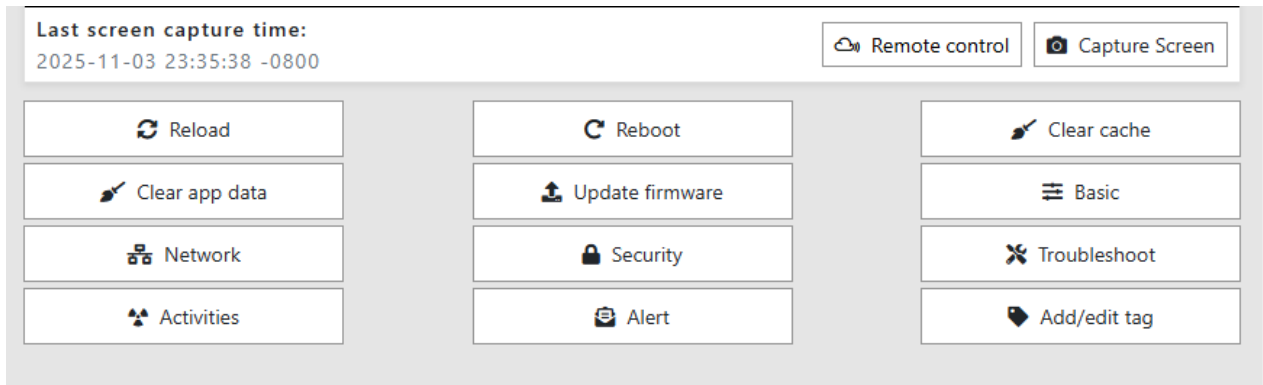 Last screen capture time:
2025-11-03 23:35:38 -0800
Remote control
Capture Screen
Reload
Reboot
Clear cache
Clear app data
Update firmware
Basic
Network
Security
Troubleshoot
Activities
Alert
Add/edit tag